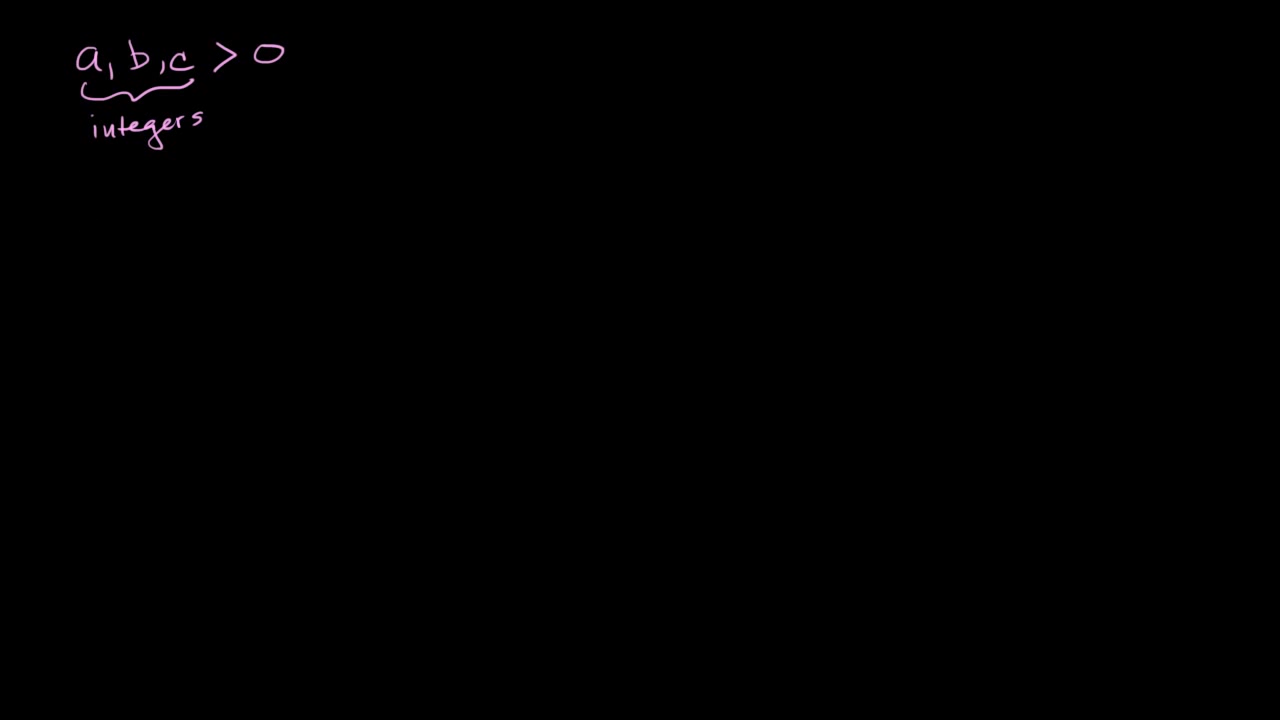 a, b, c > 0
integers